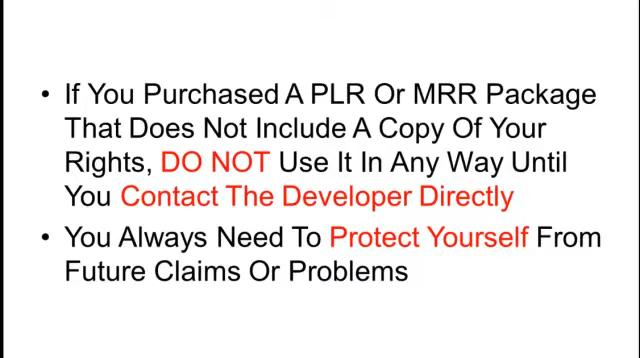 • If You Purchased A PLR Or MRR Package
That Does Not Include A Copy Of Your
Rights, DO NOT Use It In Any Way Until
You Contact The Developer Directly
• You Always Need To Protect Yourself From
Future Claims Or Problems